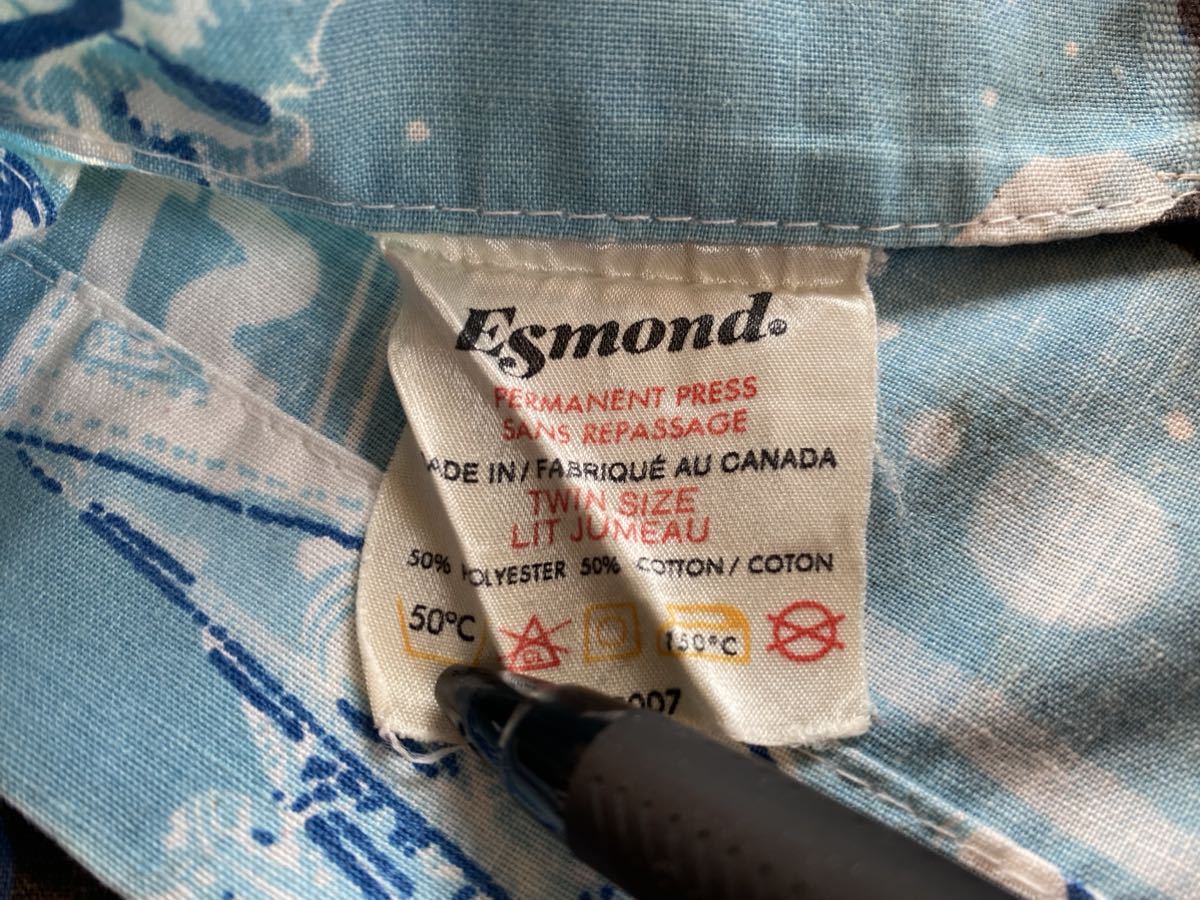 Esmond®
PERMANENT PRESS
SANS REPASSAGE
ADE IN / FABRIQUÉ AU CANADA
TWIN SIZE
LIT JUMEAU
50% POLYESTER 50% COTTON / COTON
50°C CL 150°C
007